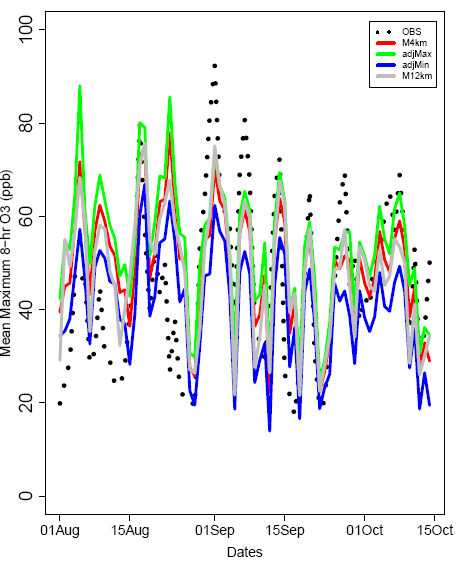 OBS
M4km
adjMax
adjMin
M12km
Mean Maximum 8-hr O3 (ppb)
100
80
60
40
20
0
01Aug 15Aug 01Sep 15Sep 01Oct 15Oct
Dates